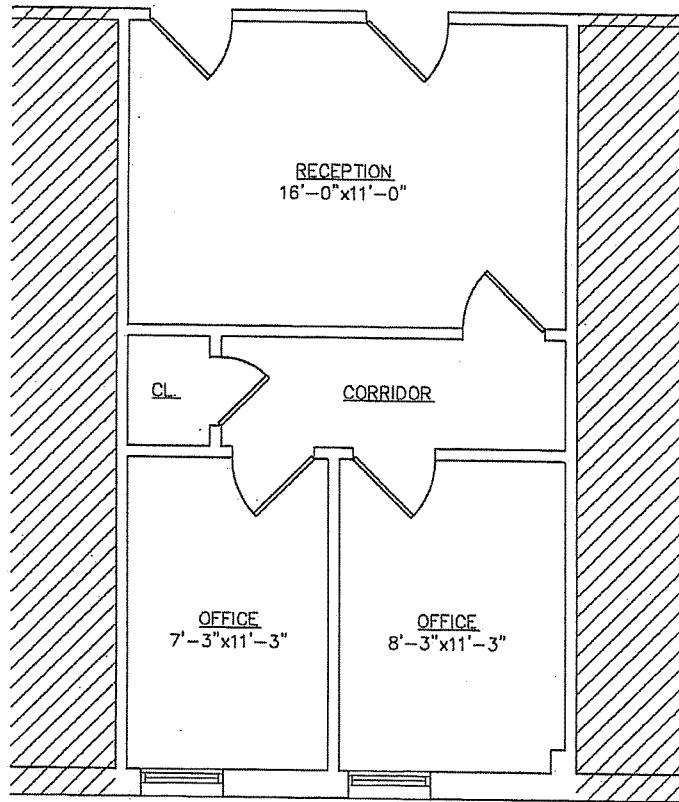 RECEPTION
16'-0"x11'-0"
CL.
CORRIDOR
OFFICE
7'-3"x11'-3"
OFFICE
8'-3"x11'-3"